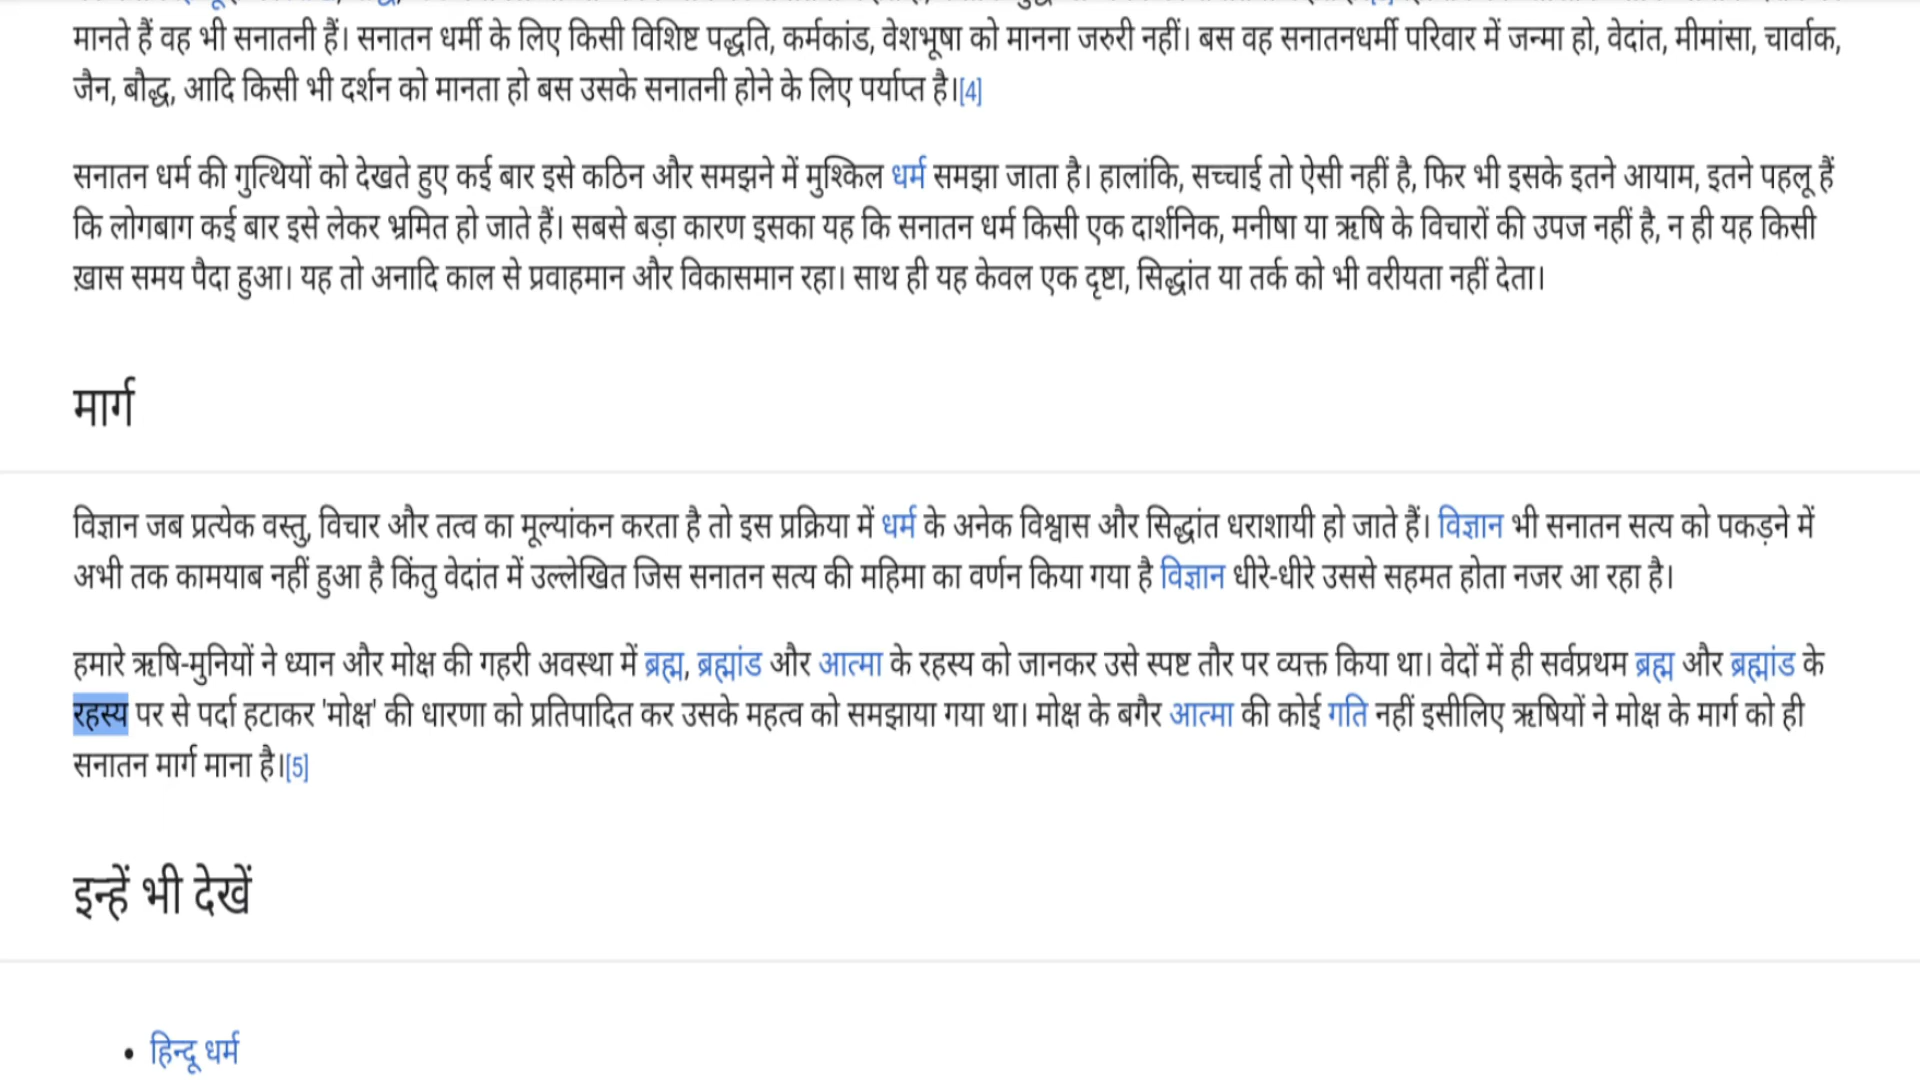 मानते हैं वह भी सनातनी हैं। सनातन धर्मी के लिए किसी विशिष्ट पद्धति, कर्मकांड, वेशभूषा को मानना जरुरी नहीं। बस वह सनातनधर्मी परिवार में जन्मा हो, वेदांत, मीमांसा, चार्वाक,
जैन, बौद्ध, आदि किसी भी दर्शन को मानता हो बस उसके सनातनी होने के लिए पर्याप्त है।[4]
सनातन धर्म की गुत्थियों को देखते हुए कई बार इसे कठिन और समझने में मुश्किल धर्म समझा जाता है। हालांकि, सच्चाई तो ऐसी नहीं है, फिर भी इसके इतने आयाम, इतने पहलू हैं
कि लोगबाग कई बार इसे लेकर भ्रमित हो जाते हैं। सबसे बड़ा कारण इसका यह कि सनातन धर्म किसी एक दार्शनिक, मनीषा या ऋषि के विचारों की उपज नहीं है, न ही यह किसी
ख़ास समय पैदा हुआ। यह तो अनादि काल से प्रवाहमान और विकासमान रहा। साथ ही यह केवल एक दृष्टा, सिद्धांत या तर्क को भी वरीयता नहीं देता।
मार्ग
विज्ञान जब प्रत्येक वस्तु, विचार और तत्व का मूल्यांकन करता है तो इस प्रक्रिया में धर्म के अनेक विश्वास और सिद्धांत धराशायी हो जाते हैं। विज्ञान भी सनातन सत्य को पकड़ने में
अभी तक कामयाब नहीं हुआ है किंतु वेदांत में उल्लेखित जिस सनातन सत्य की महिमा का वर्णन किया गया है विज्ञान धीरे-धीरे उससे सहमत होता नजर आ रहा है।
हमारे ऋषि-मुनियों ने ध्यान और मोक्ष की गहरी अवस्था में ब्रह्म, ब्रह्मांड और आत्मा के रहस्य को जानकर उसे स्पष्ट तौर पर व्यक्त किया था। वेदों में ही सर्वप्रथम ब्रह्म और ब्रह्मांड के
रहस्य पर से पर्दा हटाकर 'मोक्ष' की धारणा को प्रतिपादित कर उसके महत्व को समझाया गया था। मोक्ष के बगैर आत्मा की कोई गति नहीं इसीलिए ऋषियों ने मोक्ष के मार्ग को ही
सनातन मार्ग माना है।[5]
इन्हें भी देखें
• हिन्दू धर्म